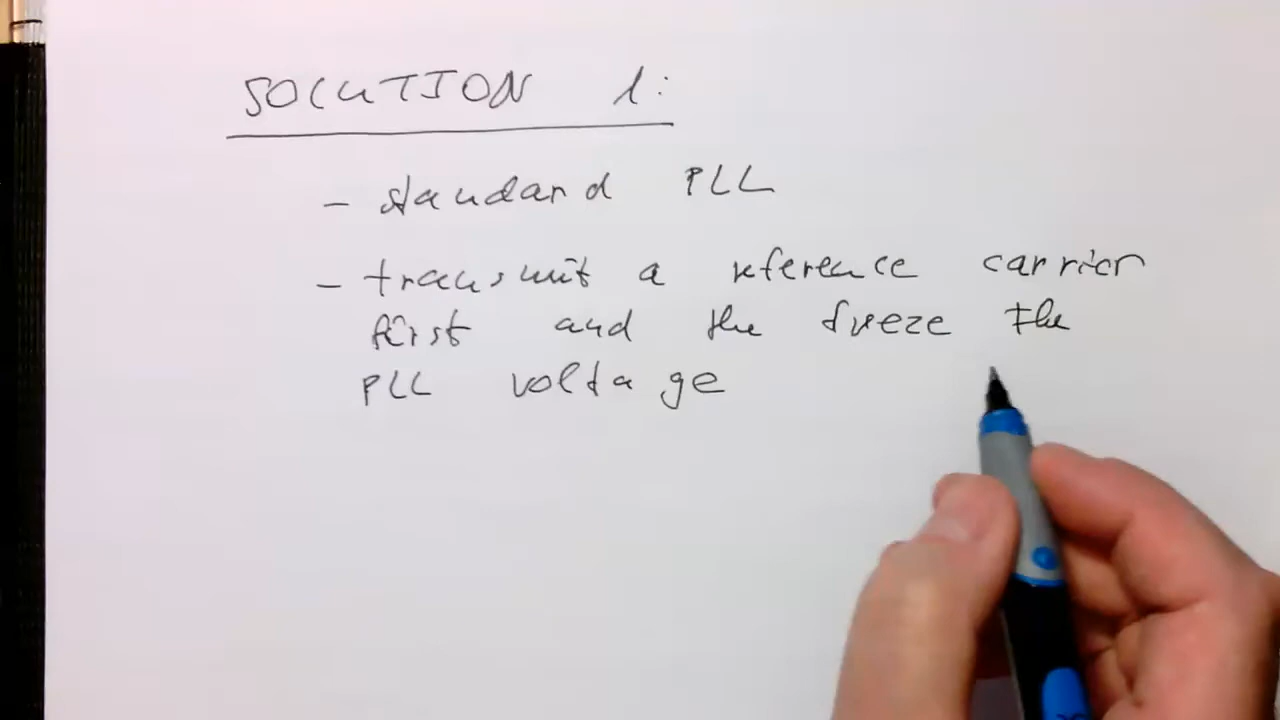 SOLUTION 1:
- standard PLL
- transmit a reference carrier
first and the freeze the
PLL voltage